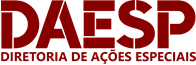 DAESP
DIRETORIA DE AÇÕES ESPECIAIS